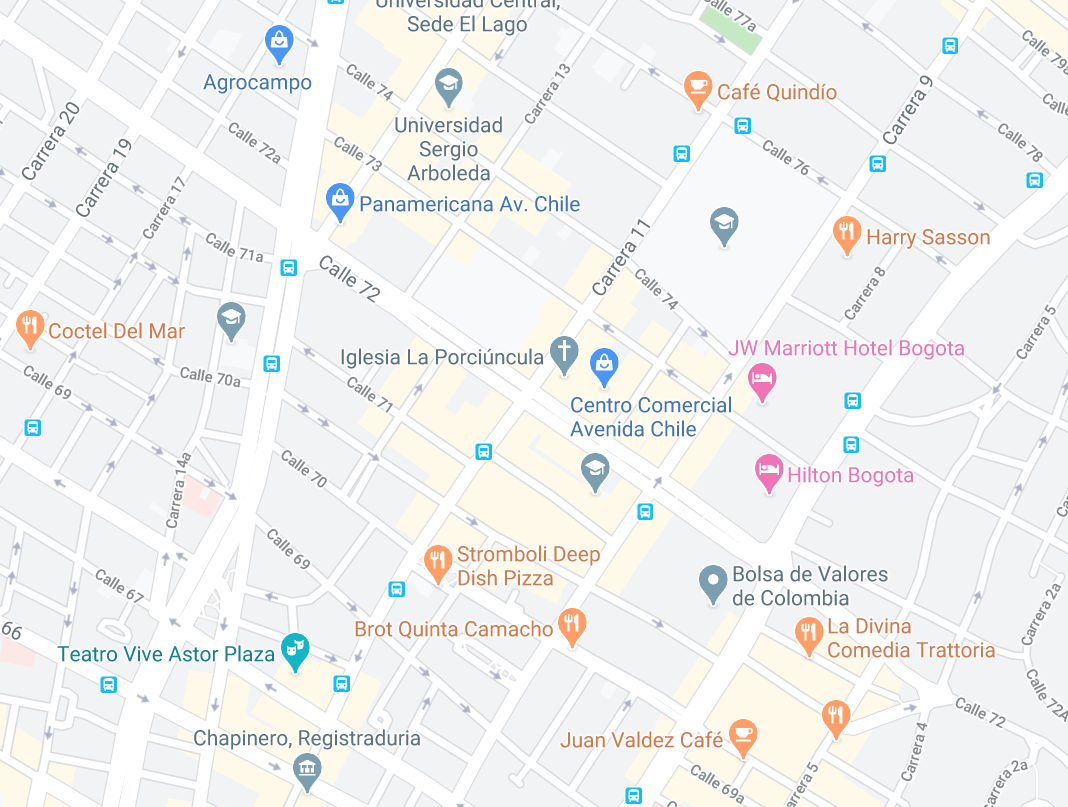 Universidad Central,
Sede El Lago
Calle 77a
Calle 79a
Agrocampo
Calle 74
Carrera 13
Café Quindío
Carrera 9
Carrera 20
Carrera 19
Calle 72a
Universidad
Sergio
Arboleda
Calle 73
Calle 76
Calle 78
Carrera 17
Panamericana Av. Chile
Carrera 11
Harry Sasson
Calle 71a
Calle 72
Calle 74
Carrera 8
Carrera 5
Coctel Del Mar
Iglesia La Porciúncula
JW Marriott Hotel Bogota
Calle 69
Calle 70a
Calle 71
Centro Comercial
Avenida Chile
Hilton Bogota
Carrera 14a
Calle 70
Calle 69
Stromboli Deep
Dish Pizza
Bolsa de Valores
de Colombia
Calle 67
Carrera 2a
66
Brot Quinta Camacho
La Divina
Comedia Trattoria
Teatro Vive Astor Plaza
Calle 72A
Calle 72
Chapinero, Registraduria
Juan Valdez Café
Carrera 4
Calle 69a
Carrera 5
Carrera 2a